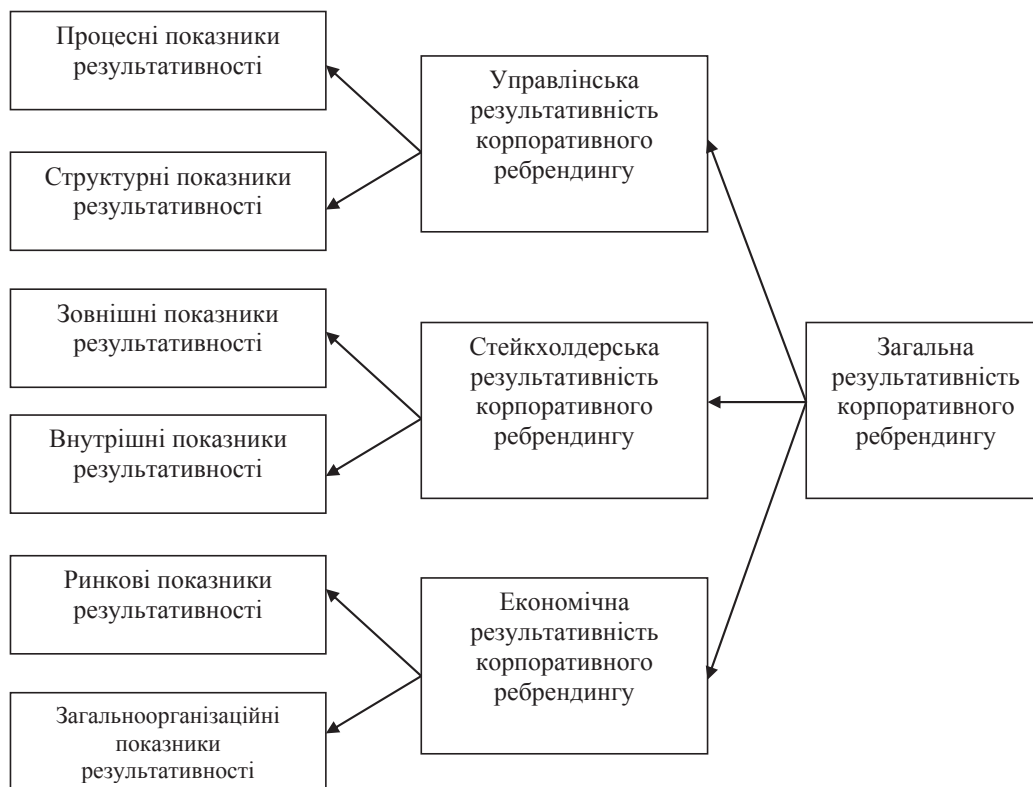 Процесні показники
результативності
Структурні показники
результативності
Зовнішні показники
результативності
Внутрішні показники
результативності
Ринкові показники
результативності
Загальноорганізаційні
показники
результативності
Управлінська
результативність
корпоративного
ребрендингу
Стейкхолдерська
результативність
корпоративного
ребрендингу
Економічна
результативність
корпоративного
ребрендингу
Загальна
результативність
корпоративного
ребрендингу